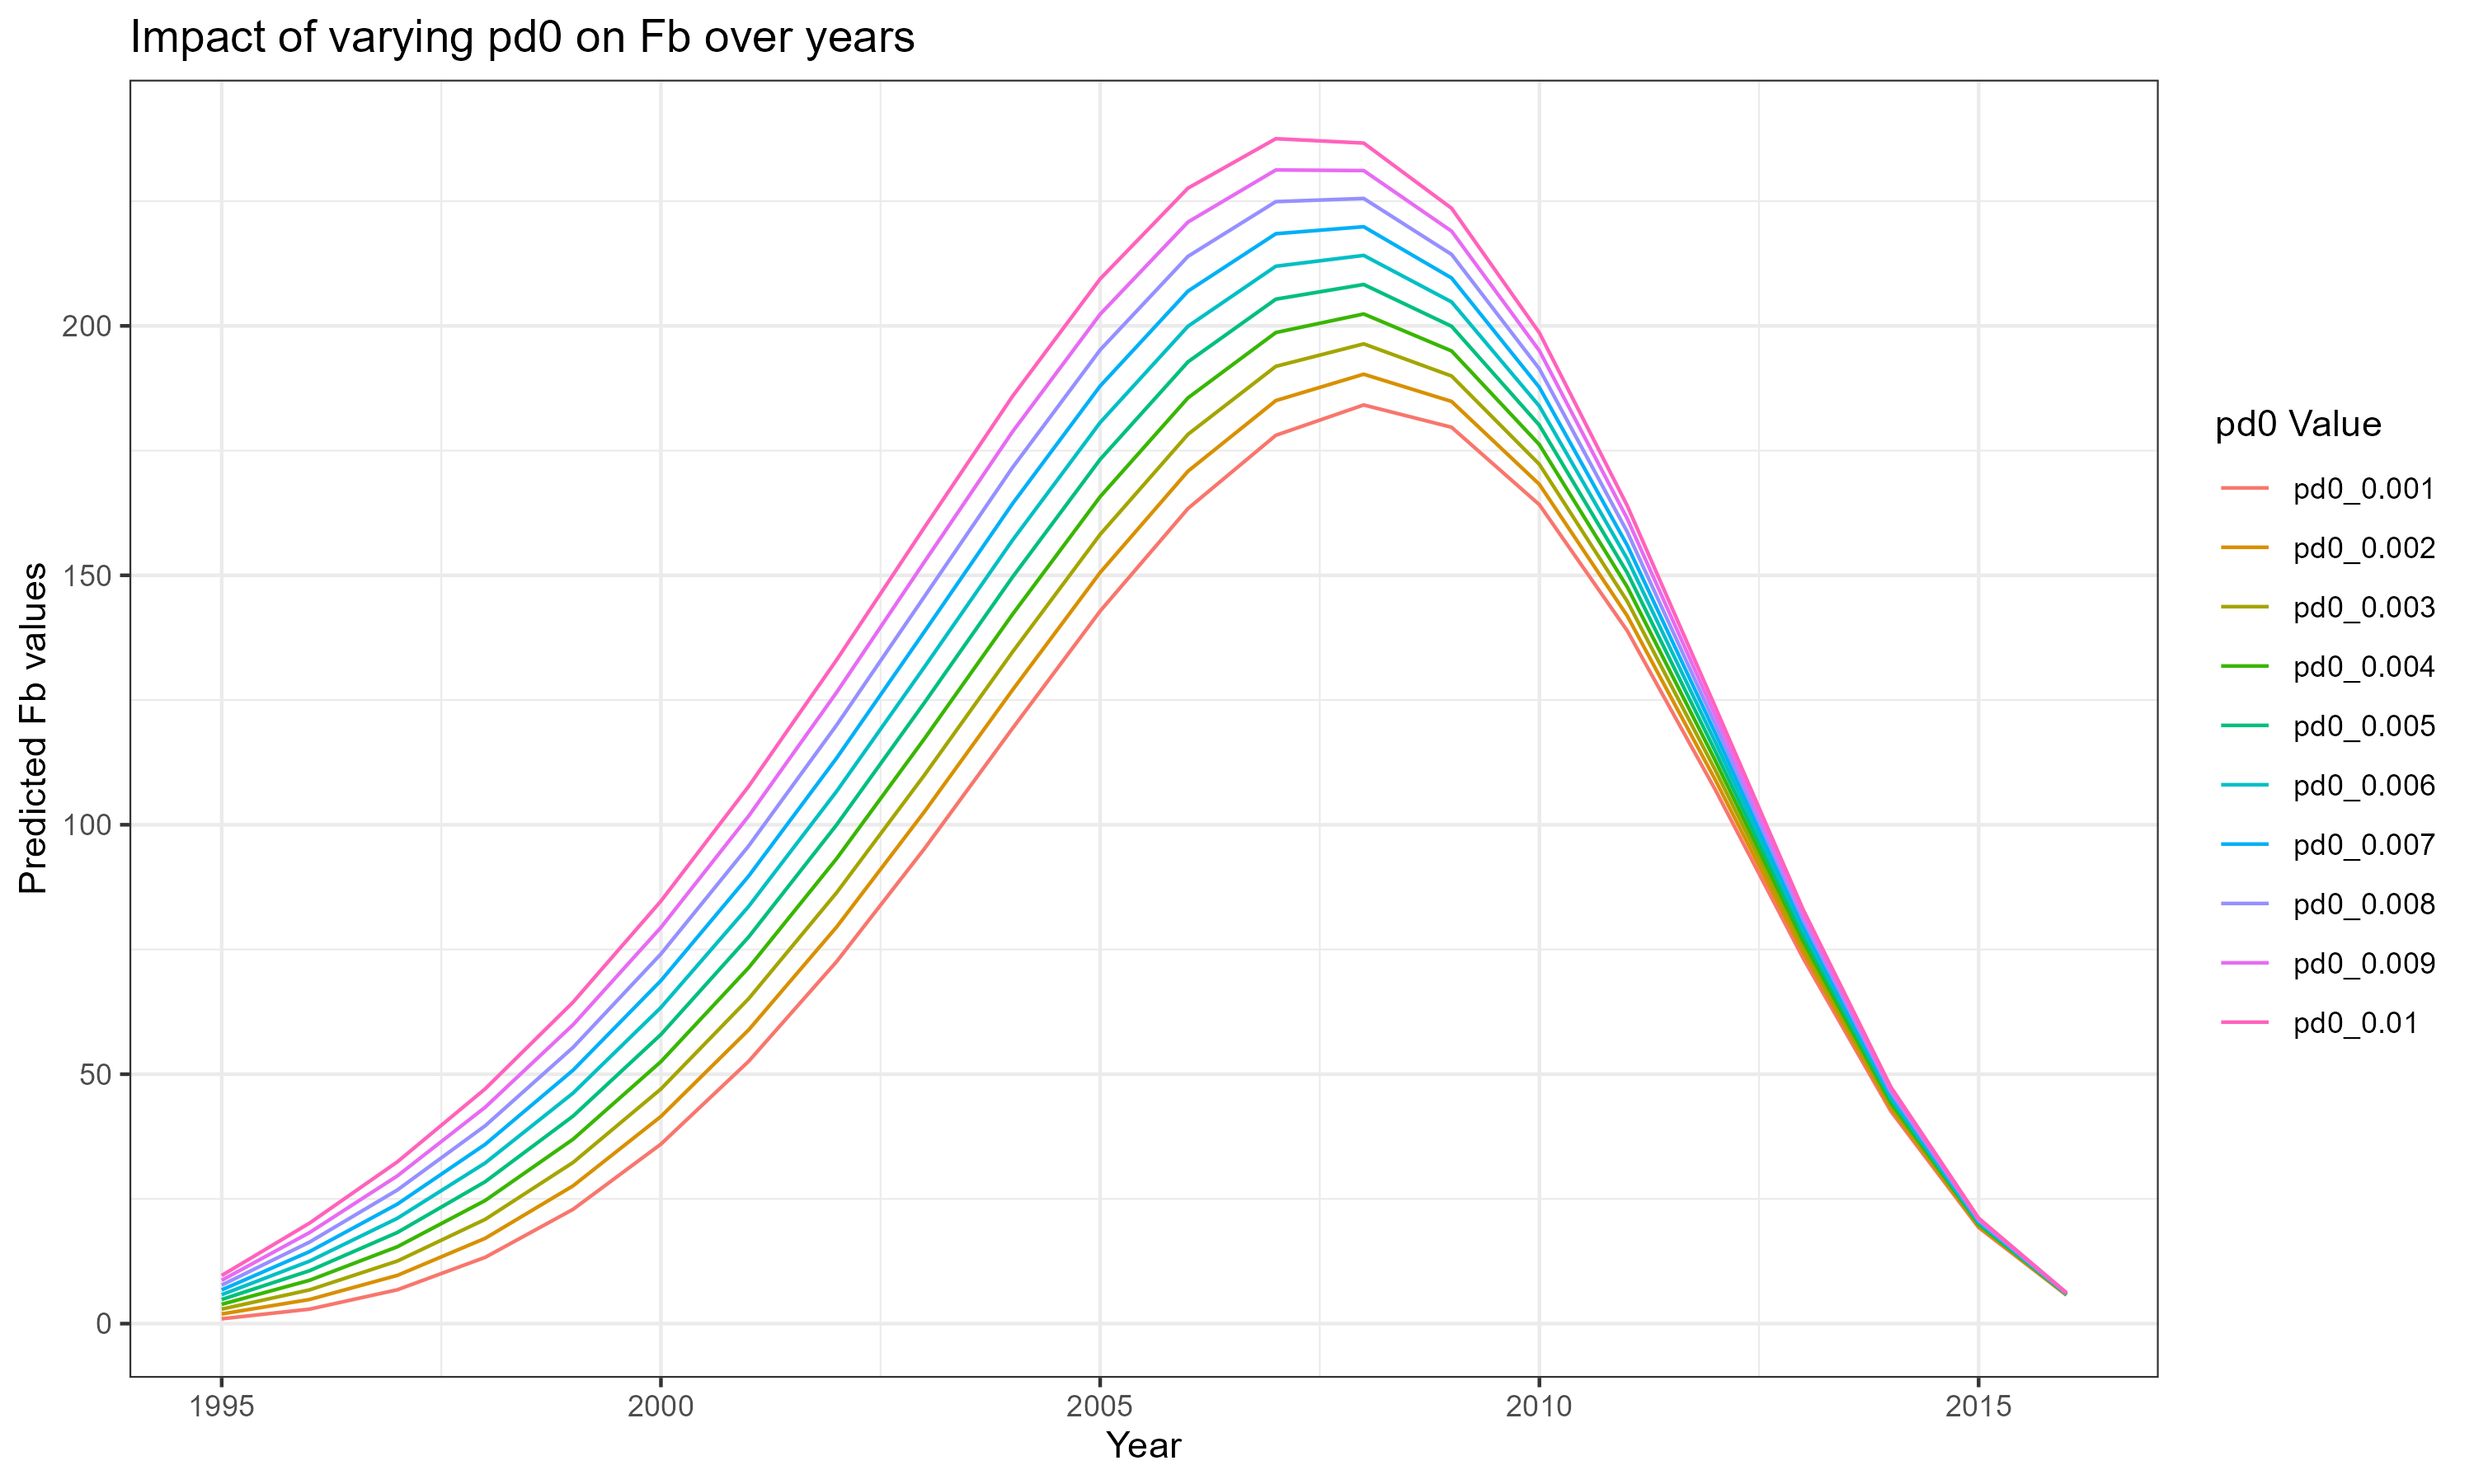 Impact of varying pd0 on Fb over years
Predicted Fb values
200
150
100
50
0
1995 2000 2005 2010 2015
Year
pd0 Value
pd0_0.001
pd0_0.002
pd0_0.003
pd0_0.004
pd0_0.005
pd0_0.006
pd0_0.007
pd0_0.008
pd0_0.009
pd0_0.01